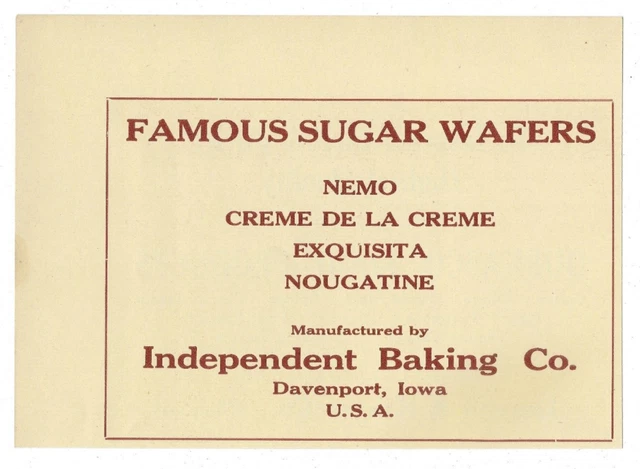 FAMOUS SUGAR WAFERS
NEMO
CREME DE LA CREME
EXQUISITA
NOUGATINE
Manufactured by
Independent Baking Co.
Davenport, Iowa
U. S. A.